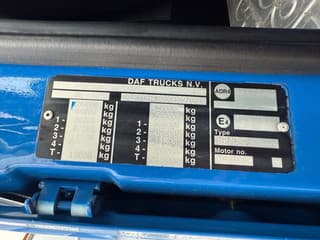 DAF TRUCKS N.V.
ADR
kg kg
1- kg 1- kg
2- kg 2- kg
3- kg 3- kg
4- kg 4- kg
T- kg T- kg
Type
Motor no.